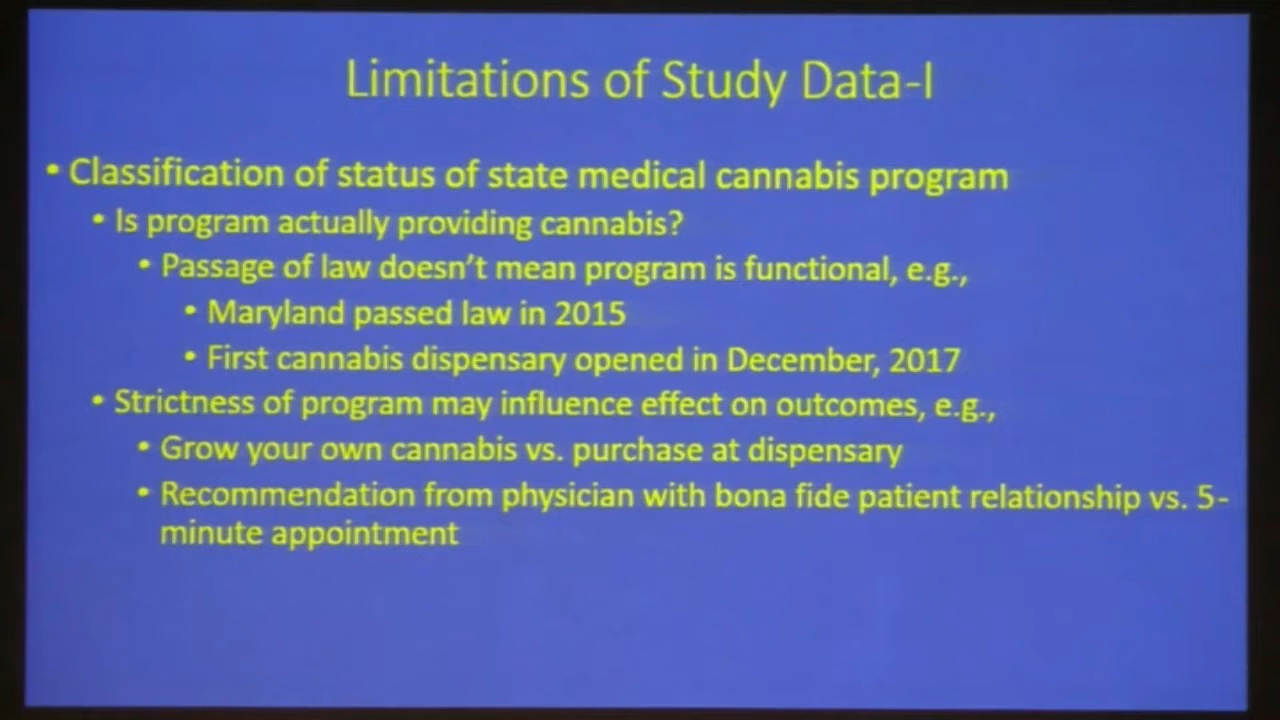 Limitations of Study Data-I
• Classification of status of state medical cannabis program
• Is program actually providing cannabis?
• Passage of law doesn't mean program is functional, e.g.,
• Maryland passed law in 2015
• First cannabis dispensary opened in December, 2017
• Strictness of program may influence effect on outcomes, e.g.,
• Grow your own cannabis vs. purchase at dispensary
• Recommendation from physician with bona fide patient relationship vs. 5-
minute appointment